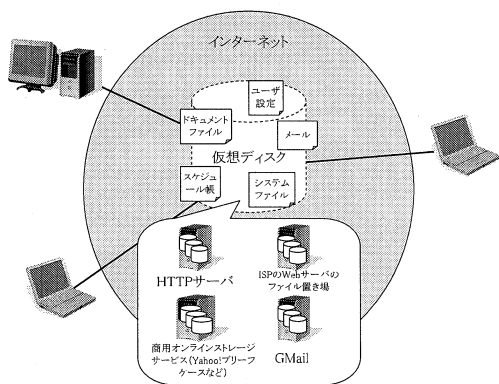 インターネット
ユーザ
設定
ドキュメント
ファイル
メール
仮想ディスク
スケジュ
ール帳
システム
ファイル
HTTPサーバ
ISPのWebサーバの
ファイル置き場
商用オンラインストレージ
サービス(Yahoo!ブリーフ
ケースなど)
GMail